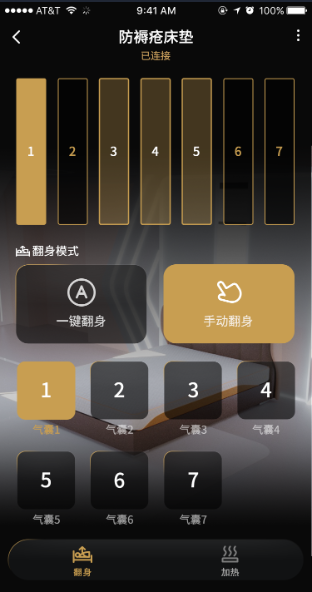 AT&T 9:41 AM 100%
防褥疮床垫
已连接
1 2 3 4 5 6 7
翻身模式
A
一键翻身 手动翻身
1 2 3 4
气囊1 气囊2 气囊3 气囊4
5 6 7
气囊5 气囊6 气囊7
翻身 加热